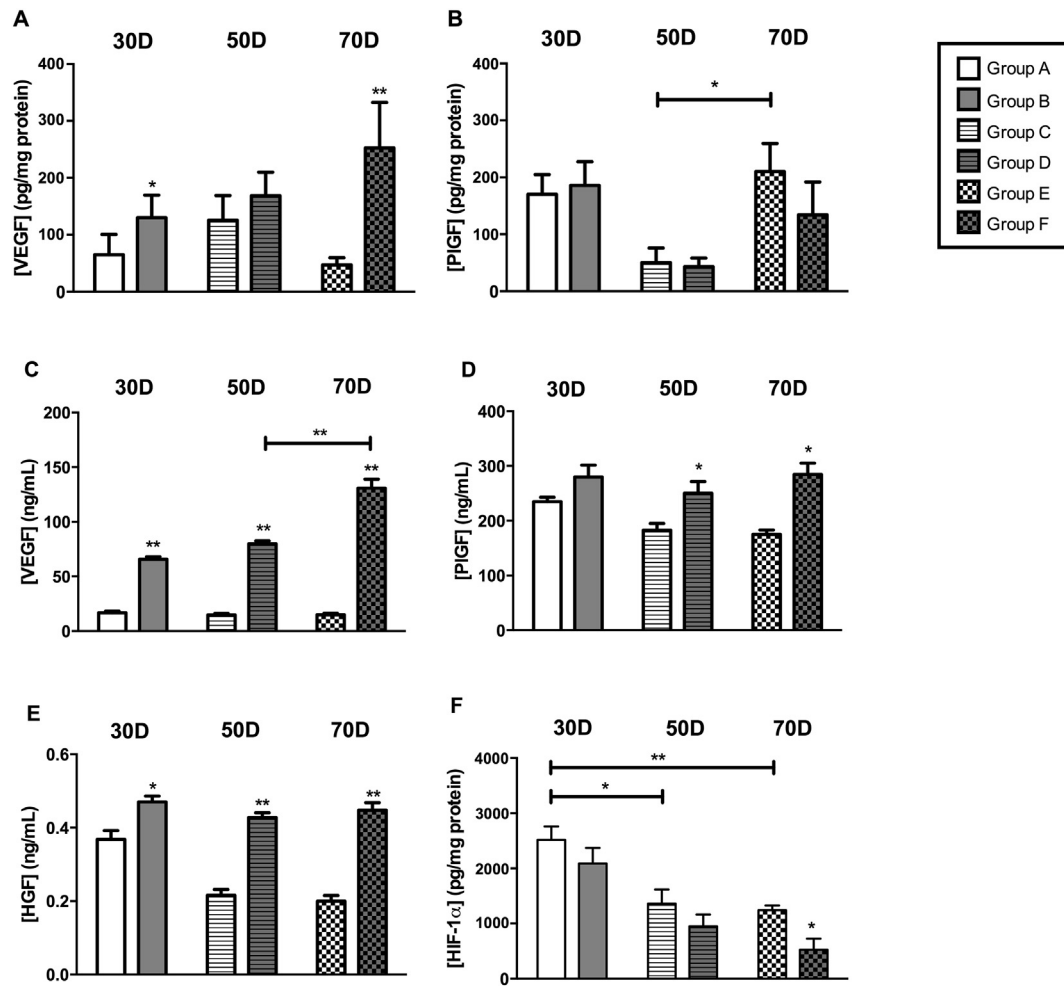 A
30D 50D 70D
[VEGF] (pg/mg protein)
400
300
200
100
0
*
**
B
30D 50D 70D
[PIGF] (pg/mg protein)
400
300
200
100
0
*
Group A
Group B
Group C
Group D
Group E
Group F
C
30D 50D 70D
[VEGF] (ng/mL)
200
150
100
50
0
**
**
**
**
D
30D 50D 70D
[PIGF] (ng/mL)
400
300
200
100
0
*
*
E
30D 50D 70D
[HGF] (ng/mL)
0.6
0.4
0.2
0.0
*
**
**
F
30D 50D 70D
[HIF-1α] (pg/mg protein)
4000
3000
2000
1000
0
**
*
*